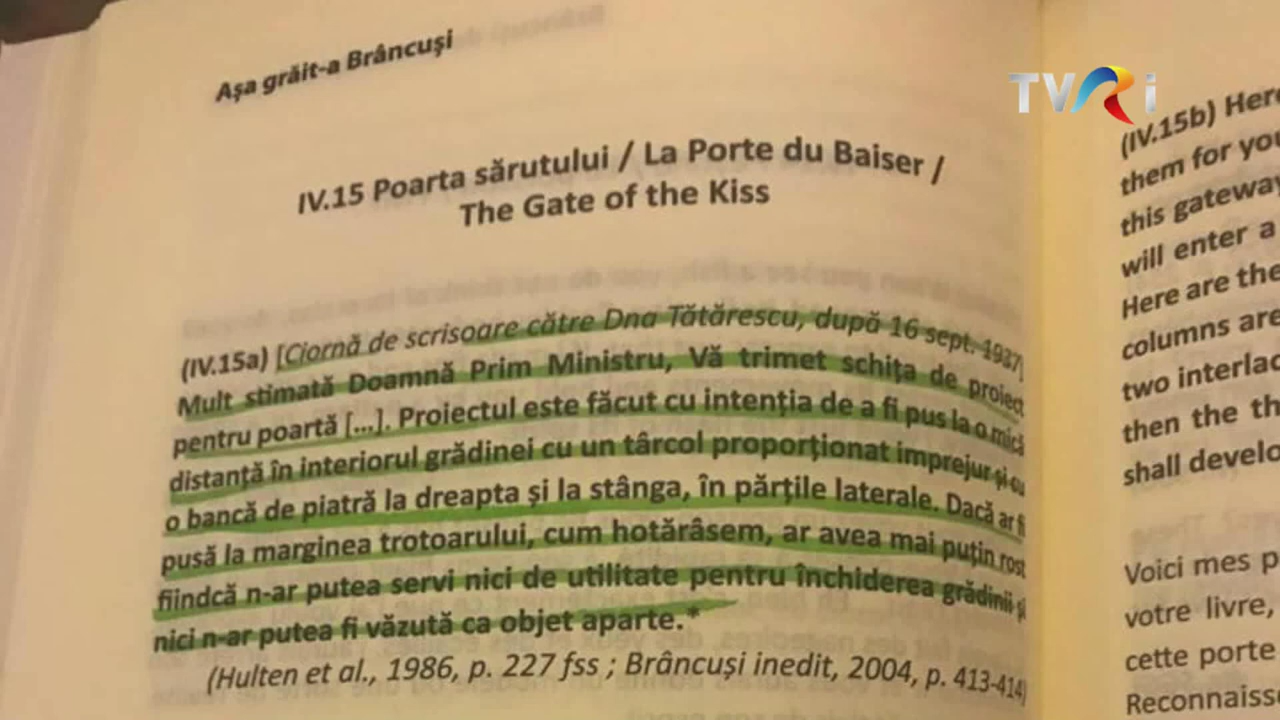 Așa grăit-a Brâncuși
TVRi
IV.15 Poarta sărutului / La Porte du Baiser /
The Gate of the Kiss
(IV.15a) [Ciornă de scrisoare către Dna Tătărescu, după 16 sept. 1937]
Mult stimată Doamnă Prim Ministru, Vă trimet schița de proiect
pentru poartă [...]. Proiectul este făcut cu intenția de a fi pus la o mică
distanță în interiorul grădinei cu un târcol proporționat imprejur și cu
o bancă de piatră la dreapta și la stânga, în părțile laterale. Dacă ar fi
pusă la marginea trotoarului, cum hotărâsem, ar avea mai puțin rost
fiindcă n-ar putea servi nici de utilitate pentru închiderea grădinii și
nici n-ar putea fi văzută ca objet aparte.*
(Hulten et al., 1986, p. 227 fss ; Brâncuși inedit, 2004, p. 413-414)
(IV.15b) Here
them for you
this gateway
will enter a
Here are the
columns are
two interlac
then the th
shall develo
Voici mes p
votre livre,
cette porte
Reconnaiss